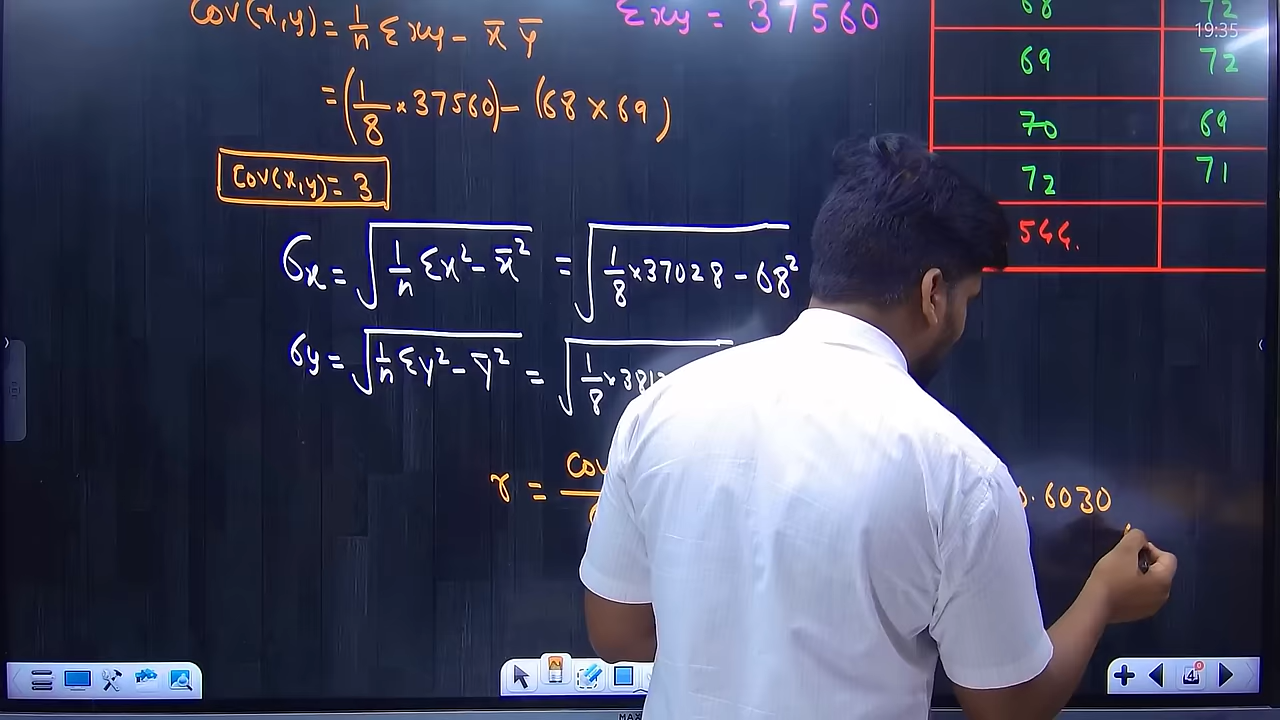 Cov(x,y) = 1/n Σxy - x̄ ȳ
Σxy = 37560
68 72
19:35
= (1/8 × 37560) - (68 × 69)
69 72
70 69
Cov(x,y) = 3
72 71
σx = √(1/n Σx² - x̄²) = √(1/8 × 37028 - 68²
544.
σy = √(1/n Σy² - ȳ²) = √(1/8 ×
r = 0.6030
4